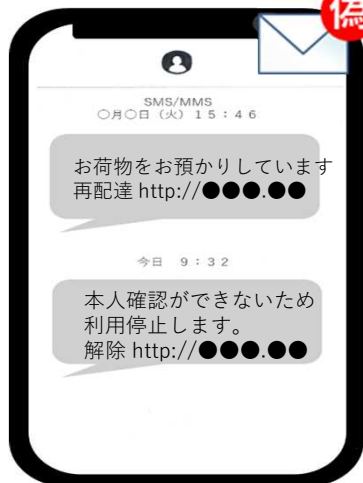 偽
SMS/MMS
○月○日（火）１５：４６
お荷物をお預かりしています
再配達 http://●●●.●●
今日 ９：３２
本人確認ができないため
利用停止します。
解除 http://●●●.●●